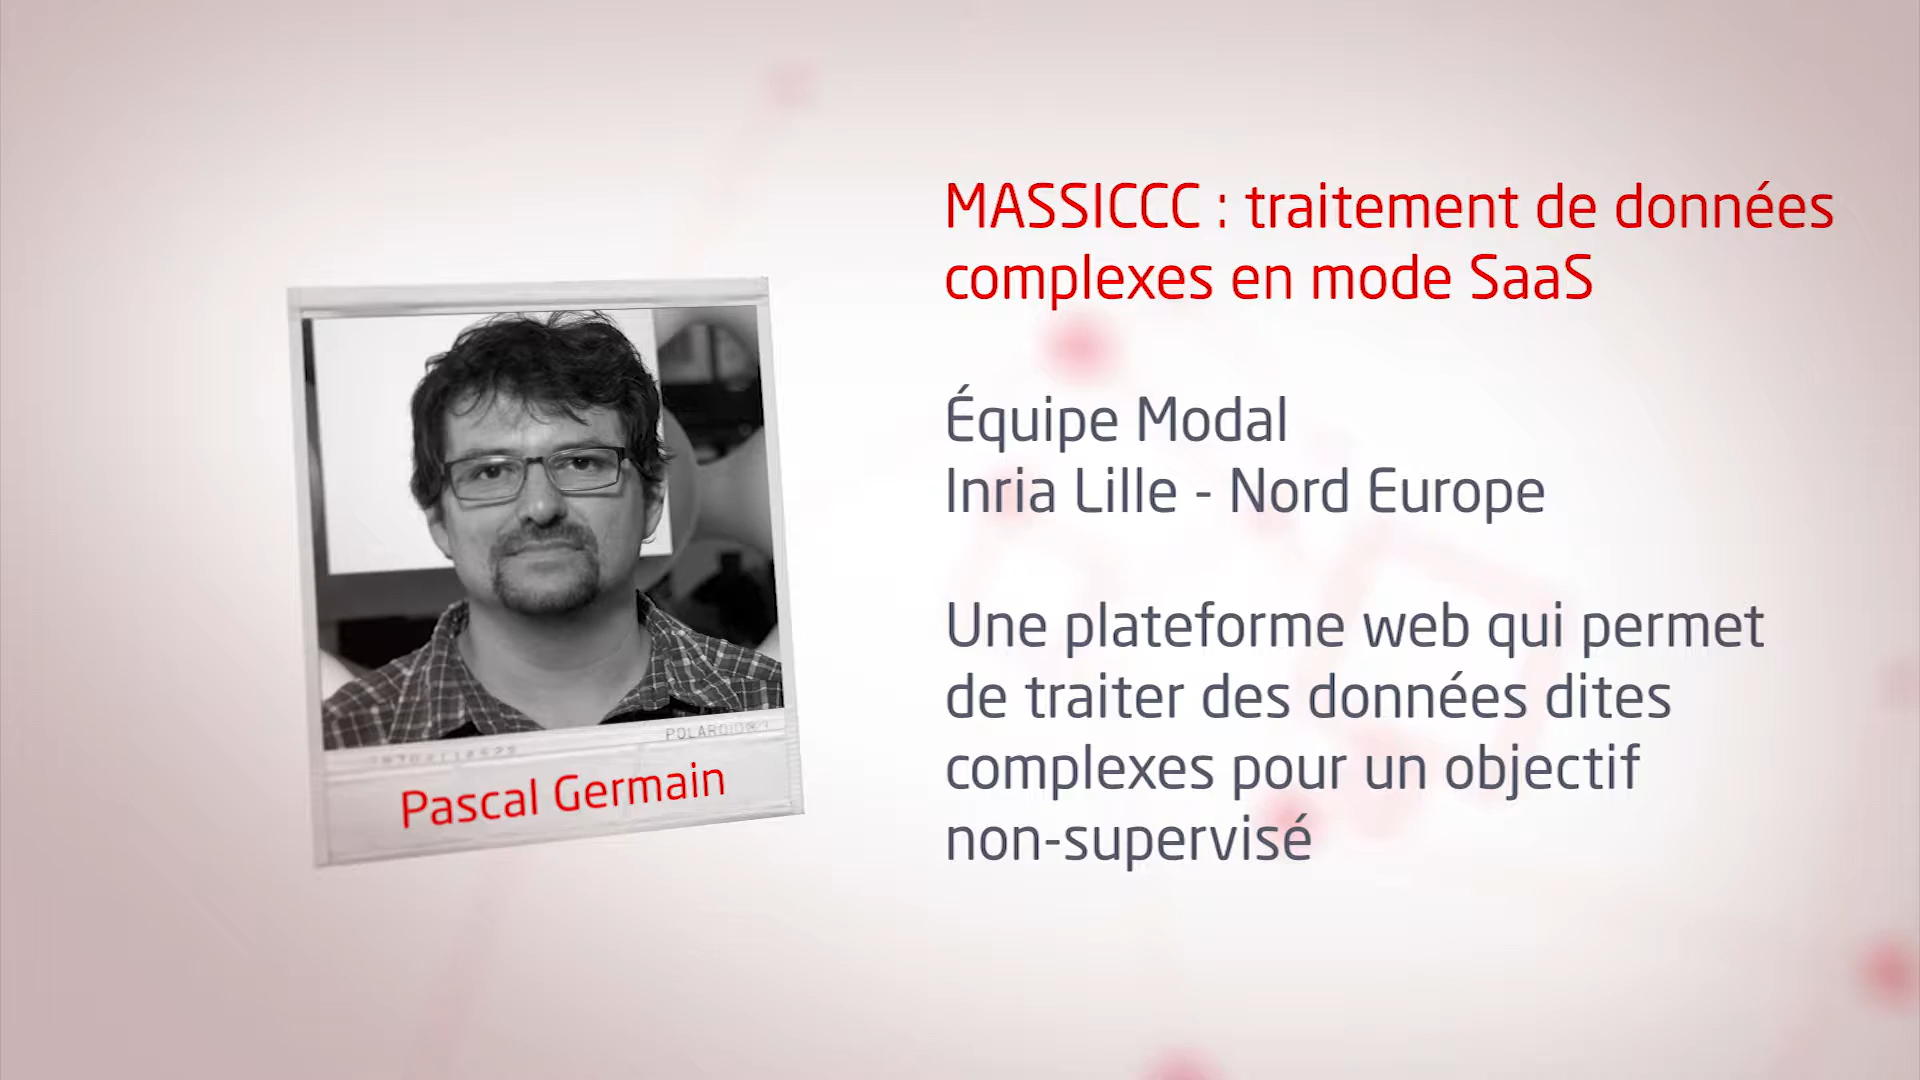 MASSICCC : traitement de données
complexes en mode SaaS
Équipe Modal
Inria Lille - Nord Europe
Une plateforme web qui permet
de traiter des données dites
complexes pour un objectif
non-supervisé
POLAROID®
Pascal Germain